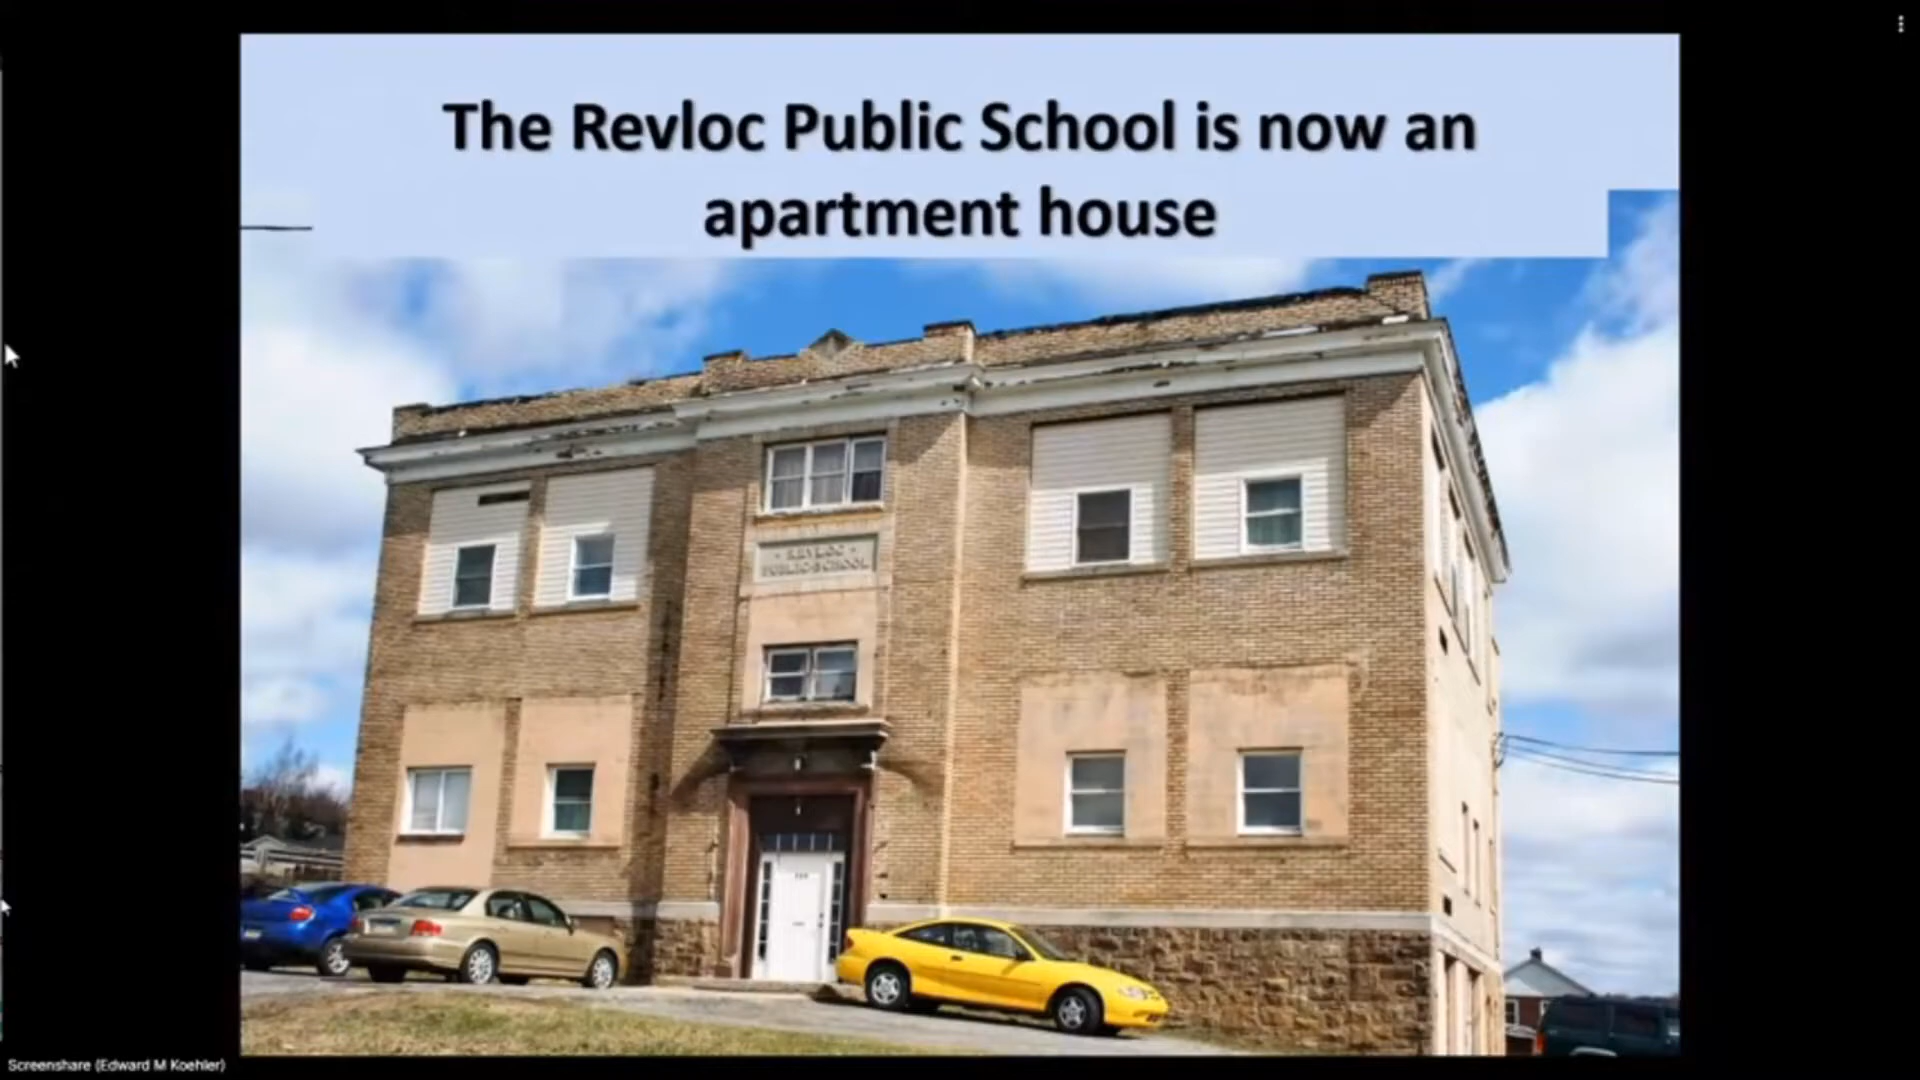 The Revloc Public School is now an
apartment house
- REVLOC -
PUBLIC SCHOOL
Screenshare (Edward M Koehler)